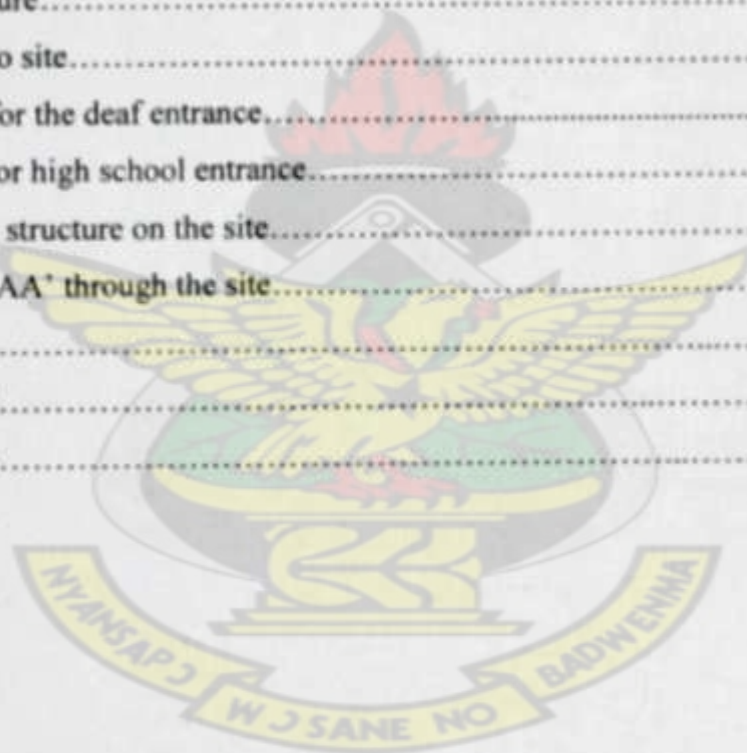 ure........................................................
o site........................................................
or the deaf entrance........................................................
or high school entrance........................................................
structure on the site........................................................
AA' through the site........................................................
........................................................
........................................................
........................................................
NYANSAPƆ WƆSANE NO BADWENMA